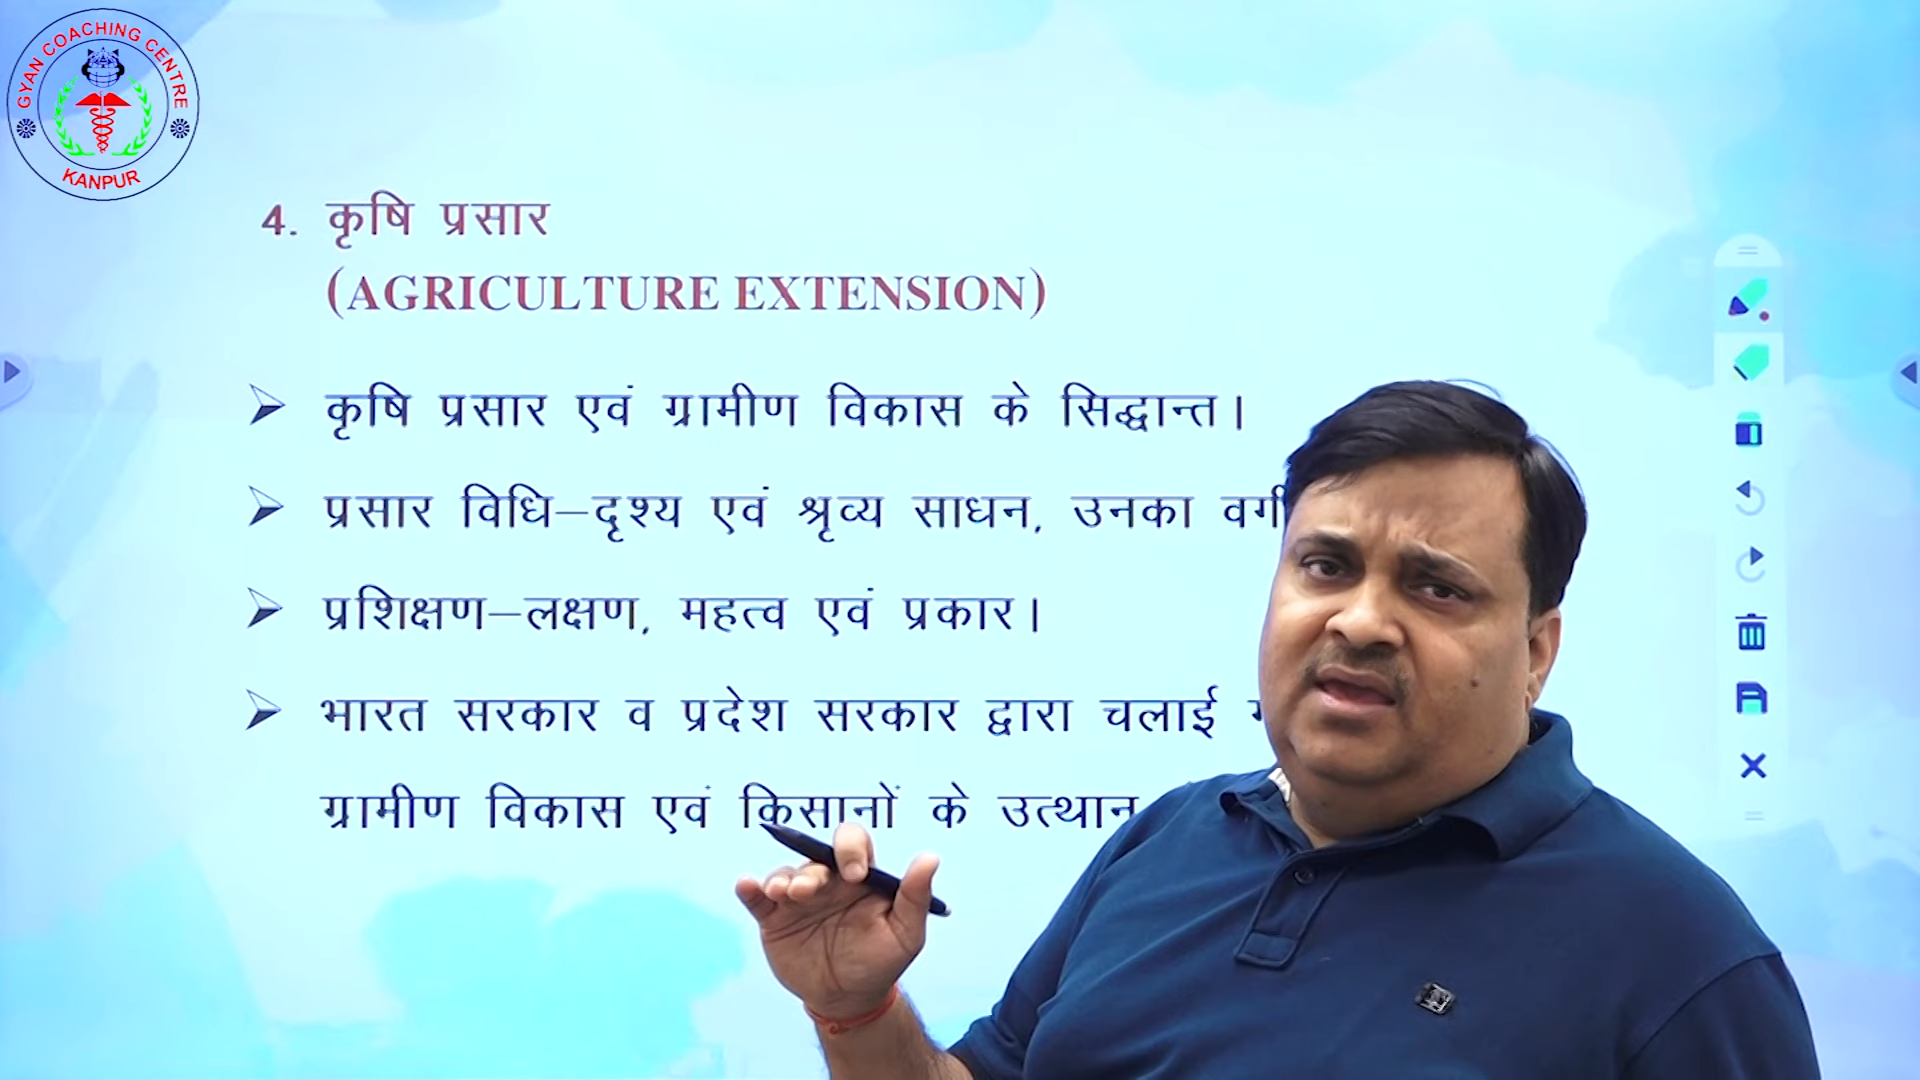 GYAN COACHING CENTRE
KANPUR
4. कृषि प्रसार
(AGRICULTURE EXTENSION)
कृषि प्रसार एवं ग्रामीण विकास के सिद्धान्त।
प्रसार विधि–दृश्य एवं श्रृव्य साधन, उनका
प्रशिक्षण–लक्षण, महत्व एवं प्रकार।
भारत सरकार व प्रदेश सरकार द्वारा चलाई
ग्रामीण विकास एवं किसानों के उत्थान